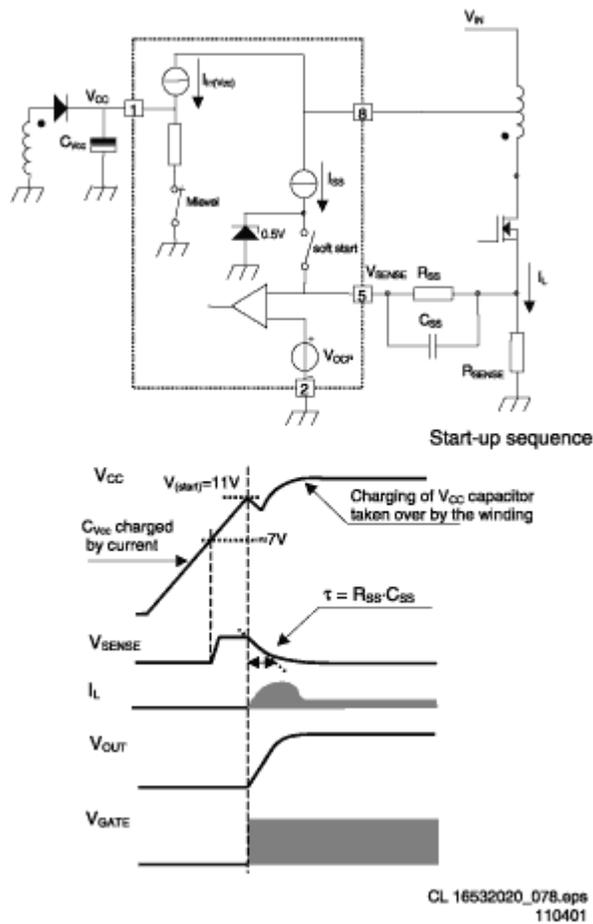 VIN
Iin(Vcc)
VCC
1
8
CVcc
Mlevel
ISS
0.5V
soft start
VSENSE
RSS
5
IL
CSS
VOCP
RSENSE
2
Start-up sequence
VCC
V(start)=11V
Charging of VCC capacitor
taken over by the winding
CVcc charged
by current
≈7V
τ = RSS·CSS
VSENSE
IL
VOUT
VGATE
CL 16532020_078.eps
110401